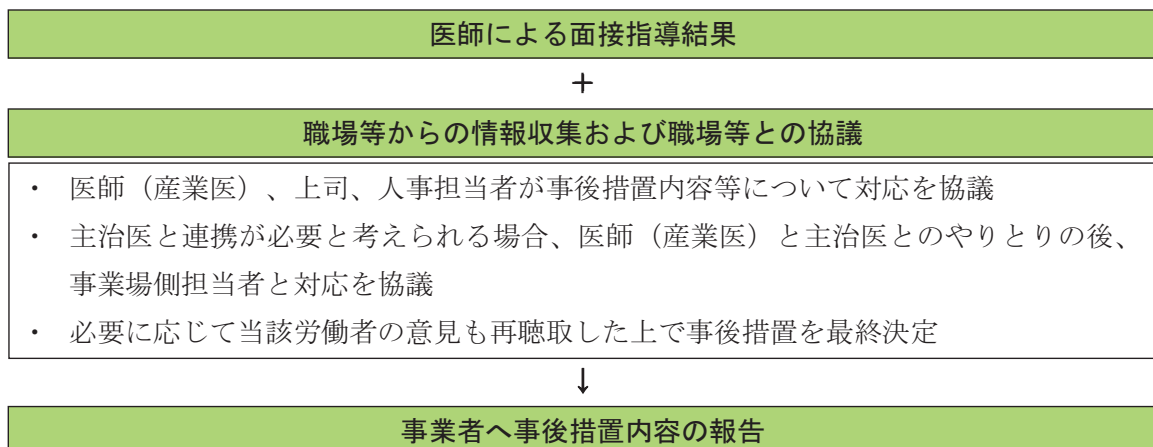 医師による面接指導結果
＋
職場等からの情報収集および職場等との協議
・ 医師（産業医）、上司、人事担当者が事後措置内容等について対応を協議
・ 主治医と連携が必要と考えられる場合、医師（産業医）と主治医とのやりとりの後、
事業場側担当者と対応を協議
・ 必要に応じて当該労働者の意見も再聴取した上で事後措置を最終決定
↓
事業者へ事後措置内容の報告